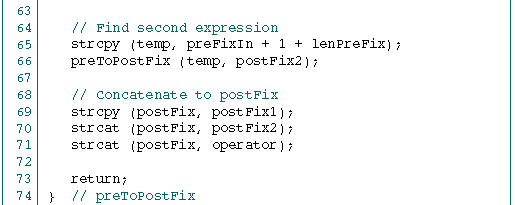 63
64 // Find second expression
65 strcpy (temp, preFixIn + 1 + lenPreFix);
66 preToPostFix (temp, postFix2);
67
68 // Concatenate to postFix
69 strcpy (postFix, postFix1);
70 strcat (postFix, postFix2);
71 strcat (postFix, operator);
72
73 return;
74 } // preToPostFix